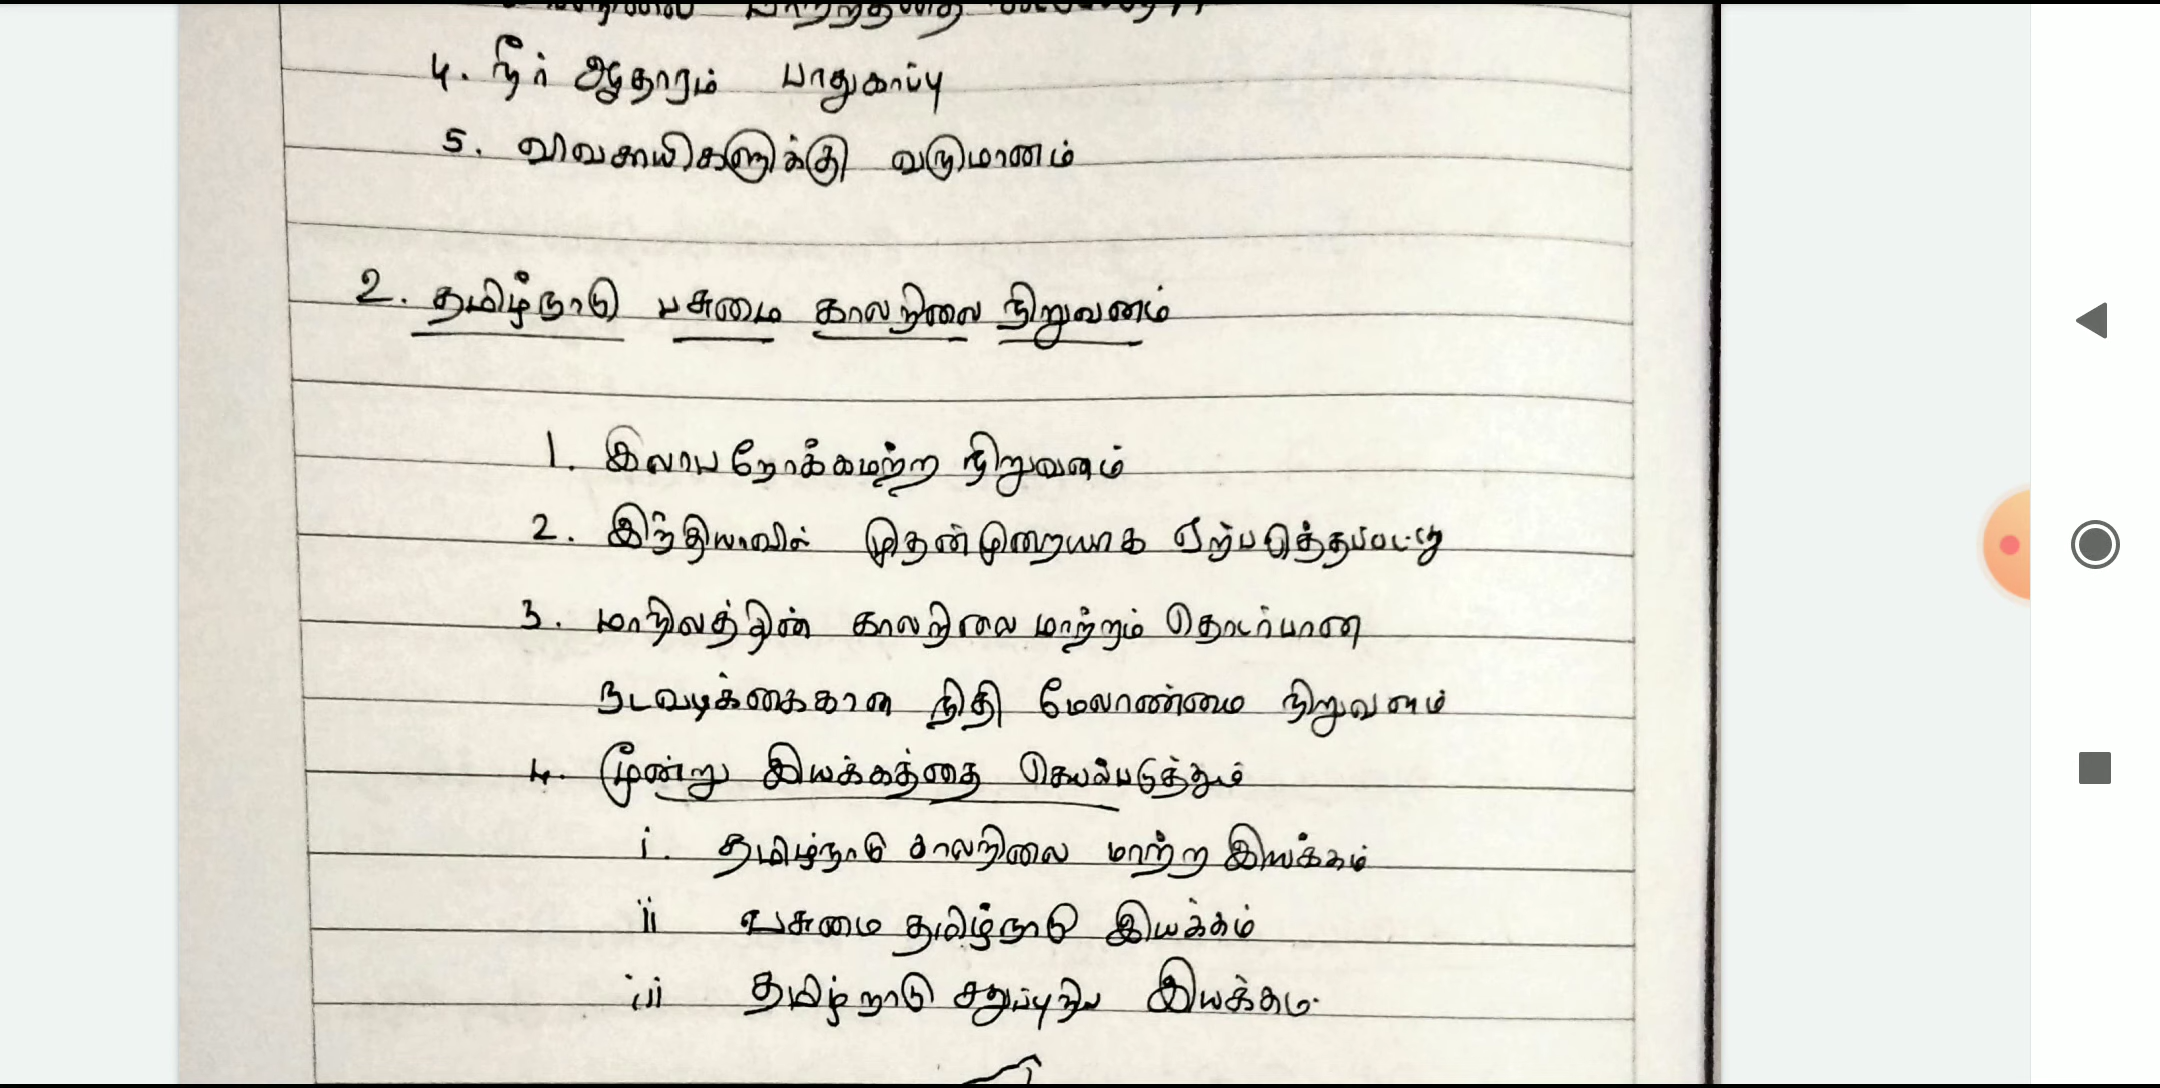 4. நீர் ஆதாரம் பாதுகாப்பு
5. விவசாயிகளுக்கு வருமாணம்
2. தமிழ்நாடு பசுமை காலநிலை நிறுவனம்
1. இலாப நோக்கமற்ற நிறுவனம்
2. இந்தியாவில் முதன்முறையாக ஏற்படுத்தப்பட்டது
3. மாநிலத்தின் காலநிலை மாற்றம் தொடர்பான
நடவடிக்கைகான நிதி மேலாண்மை நிறுவனம்
4. மூன்று இயக்கத்தை செயல்படுத்தும்
i. தமிழ்நாடு காலநிலை மாற்ற இயக்கம்
ii பசுமை தமிழ்நாடு இயக்கம்
iii தமிழ்நாடு சதுப்புநில இயக்கம்